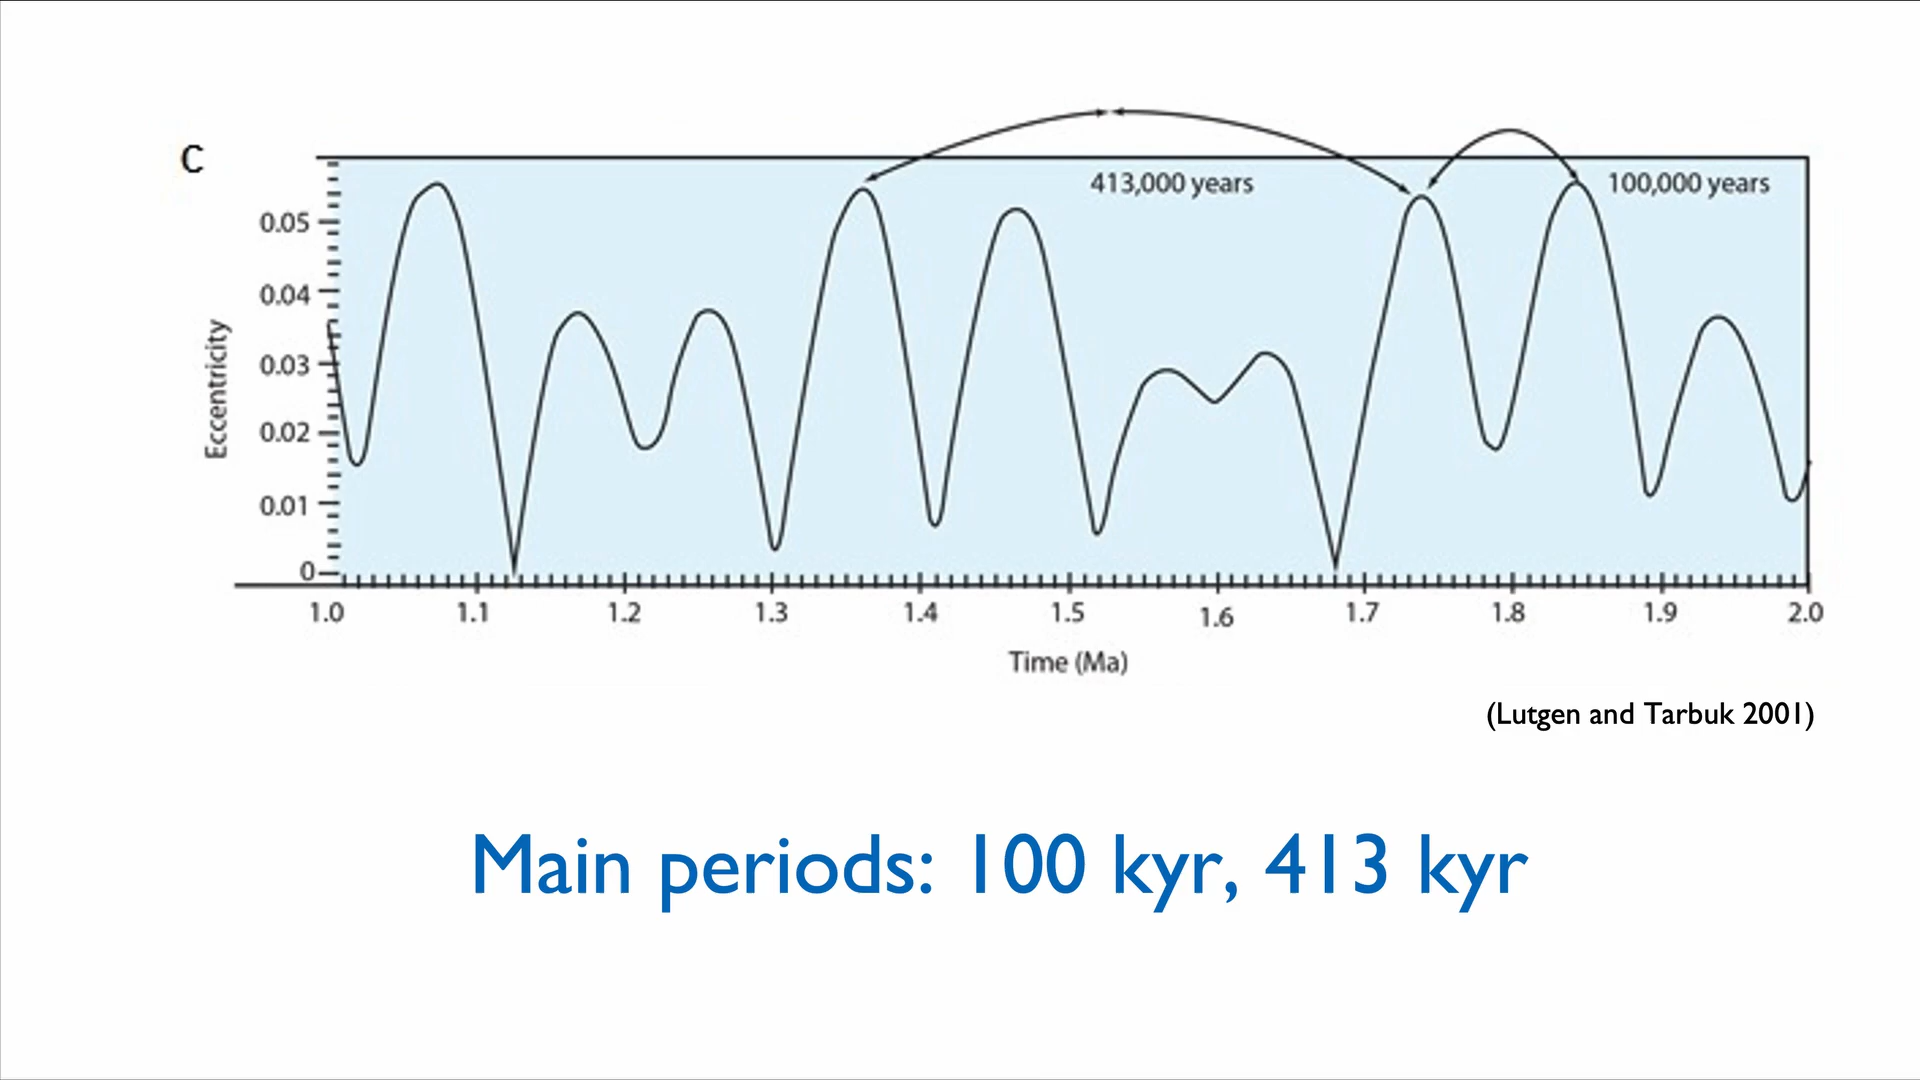 C
413,000 years
100,000 years
0.05
0.04
0.03
0.02
0.01
0
Eccentricity
1.0 1.1 1.2 1.3 1.4 1.5 1.6 1.7 1.8 1.9 2.0
Time (Ma)
(Lutgen and Tarbuk 2001)
Main periods: 100 kyr, 413 kyr